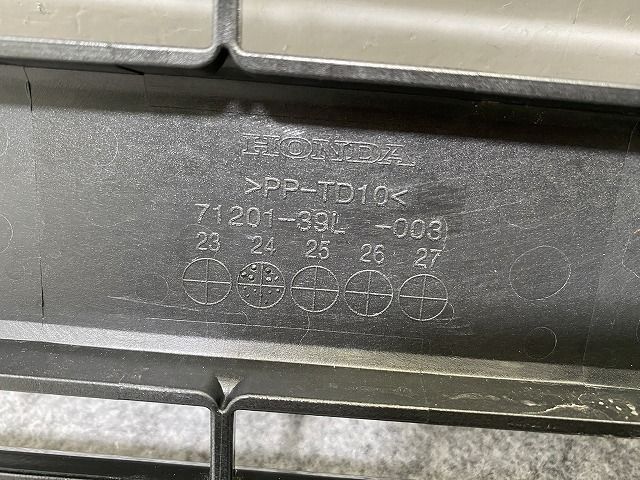 HONDA
>PP-TD10<
71201-39L -003
23 24 25 26 27